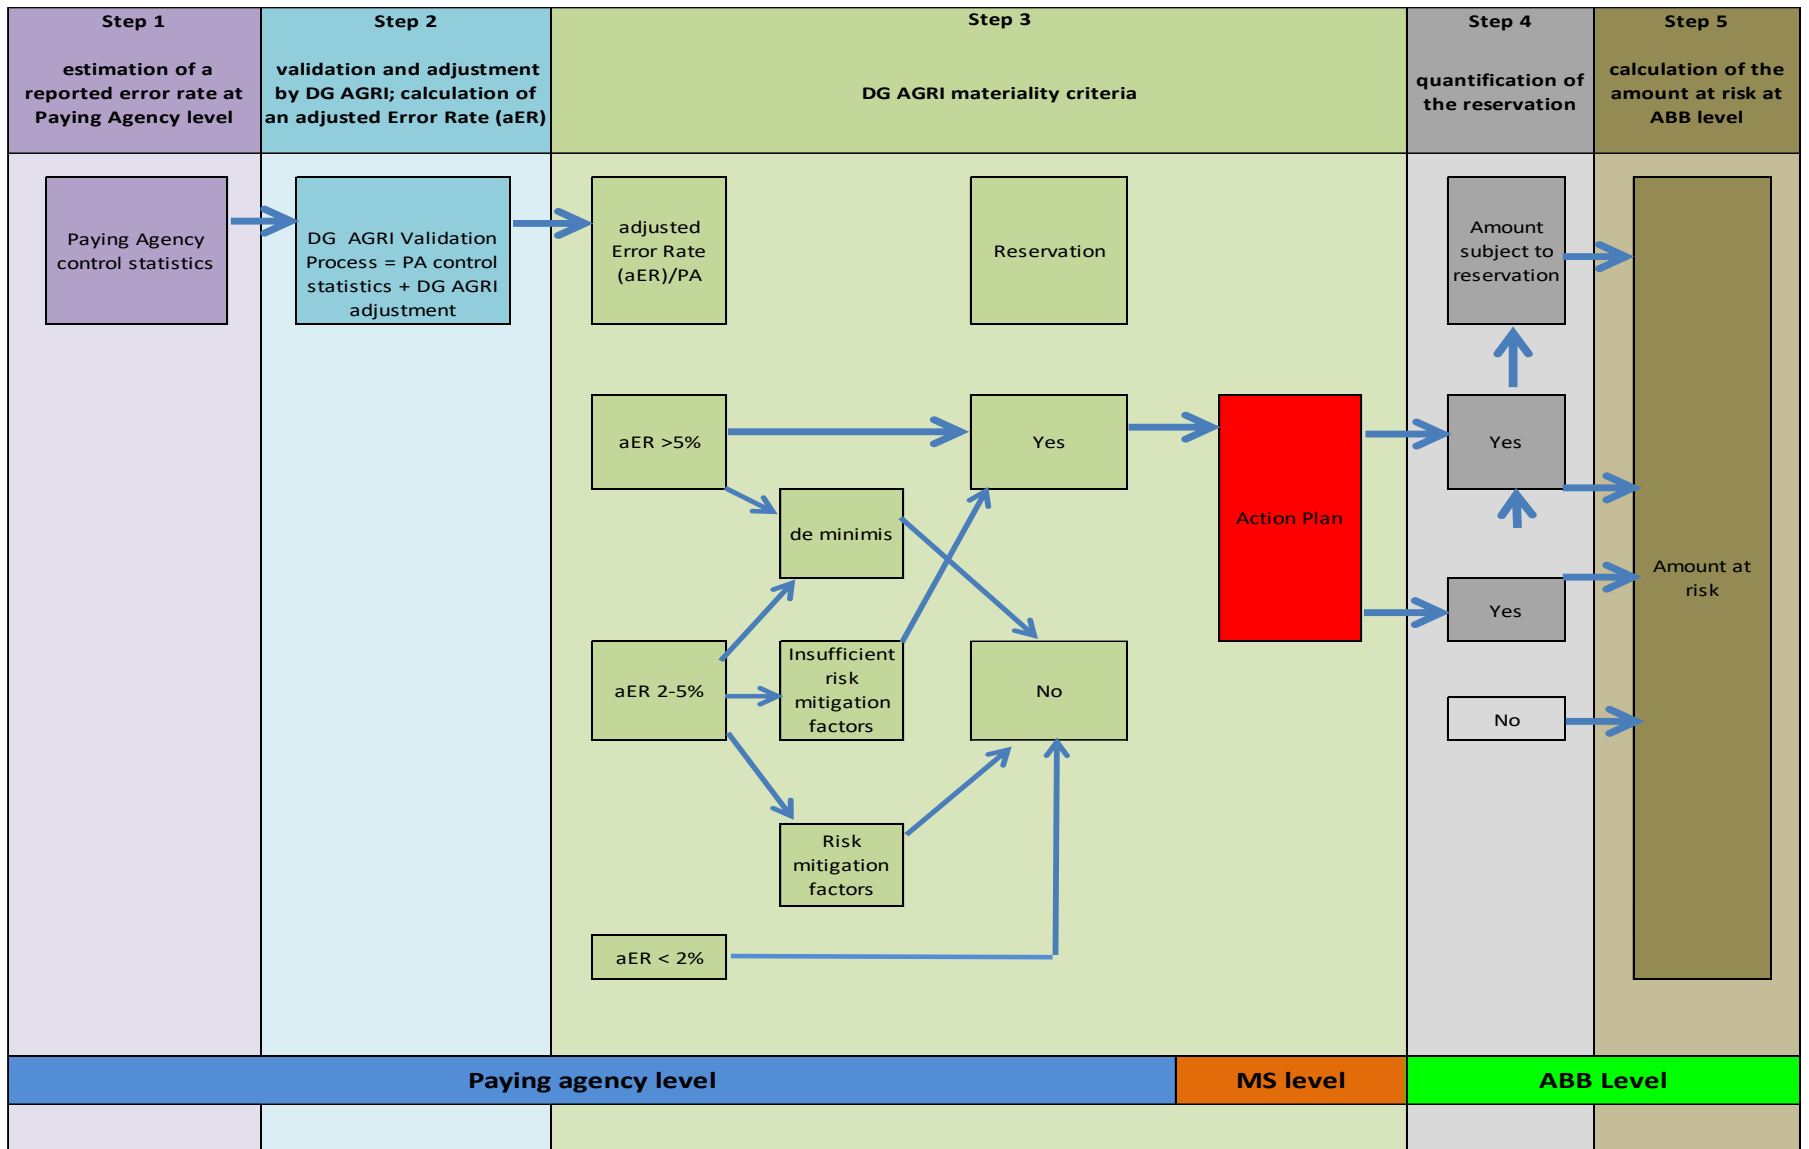 Step 1
estimation of a
reported error rate at
Paying Agency level
Step 2
validation and adjustment
by DG AGRI; calculation of
an adjusted Error Rate (aER)
Step 3
DG AGRI materiality criteria
Step 4
quantification of
the reservation
Step 5
calculation of the
amount at risk at
ABB level
Paying Agency
control statistics
DG AGRI Validation
Process = PA control
statistics + DG AGRI
adjustment
adjusted
Error Rate
(aER)/PA
Reservation
Amount
subject to
reservation
aER >5%
Yes
Yes
de minimis
Action Plan
Amount at
risk
Yes
aER 2-5%
Insufficient
risk
mitigation
factors
No
No
Risk
mitigation
factors
aER < 2%
Paying agency level
MS level
ABB Level